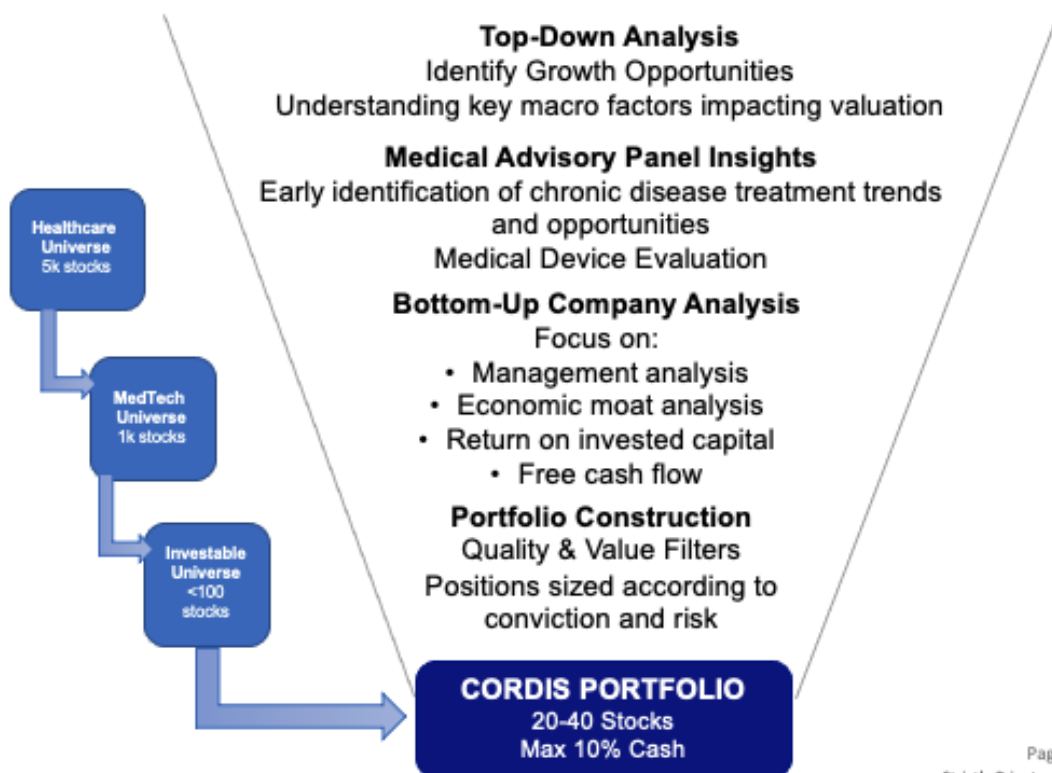 Top-Down Analysis
Identify Growth Opportunities
Understanding key macro factors impacting valuation
Medical Advisory Panel Insights
Early identification of chronic disease treatment trends
and opportunities
Medical Device Evaluation
Bottom-Up Company Analysis
Focus on:
• Management analysis
• Economic moat analysis
• Return on invested capital
• Free cash flow
Portfolio Construction
Quality & Value Filters
Positions sized according to
conviction and risk
Healthcare
Universe
5k stocks
MedTech
Universe
1k stocks
Investable
Universe
<100
stocks
CORDIS PORTFOLIO
20-40 Stocks
Max 10% Cash
Pag